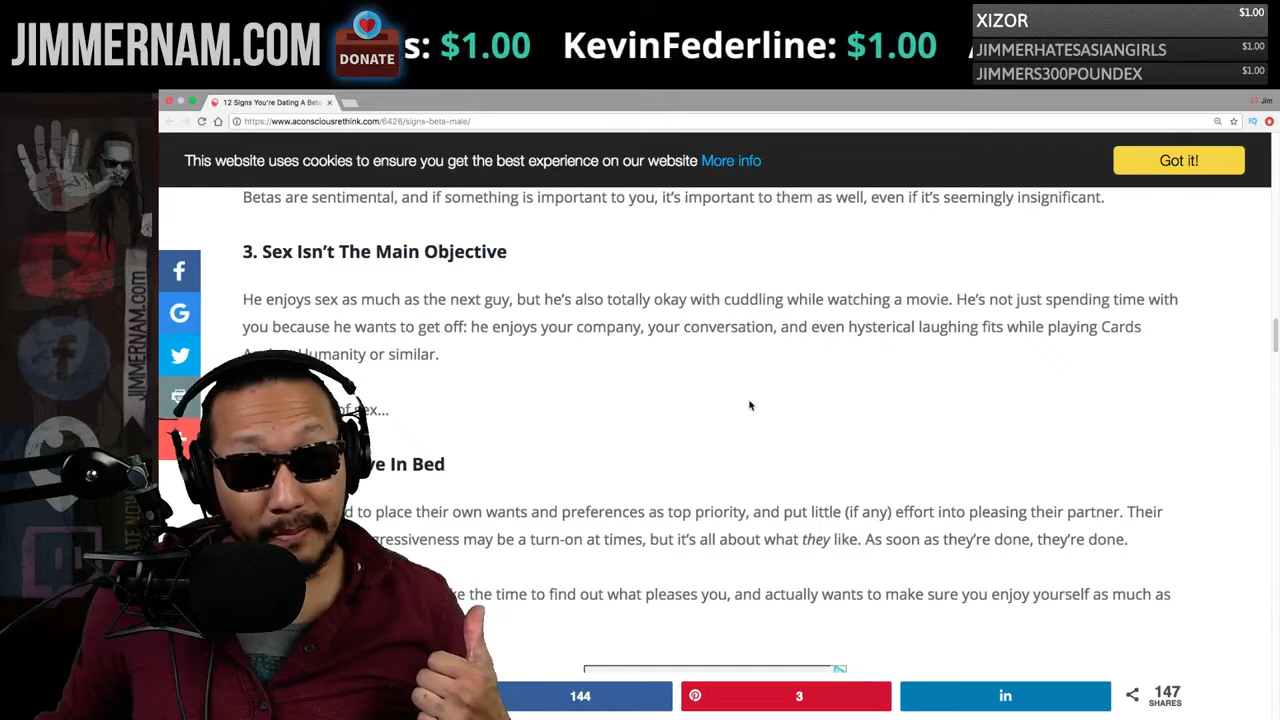 JIMMERNAM.COM
DONATE
s: $1.00 KevinFederline: $1.00
XIZOR $1.00
JIMMERHATESASIANGIRLS $1.00
JIMMERS300POUNDEX $1.00
12 Signs You're Dating A Beta
Jim
https://www.aconsciousrethink.com/6426/signs-beta-male/
This website uses cookies to ensure you get the best experience on our website More info
Got it!
Betas are sentimental, and if something is important to you, it's important to them as well, even if it's seemingly insignificant.
3. Sex Isn't The Main Objective
He enjoys sex as much as the next guy, but he's also totally okay with cuddling while watching a movie. He's not just spending time with
you because he wants to get off: he enjoys your company, your conversation, and even hysterical laughing fits while playing Cards
Against Humanity or similar.
of sex...
ve In Bed
d to place their own wants and preferences as top priority, and put little (if any) effort into pleasing their partner. Their
gressiveness may be a turn-on at times, but it's all about what they like. As soon as they're done, they're done.
ke the time to find out what pleases you, and actually wants to make sure you enjoy yourself as much as
144
3
147
SHARES
JIMMERNAM.COM